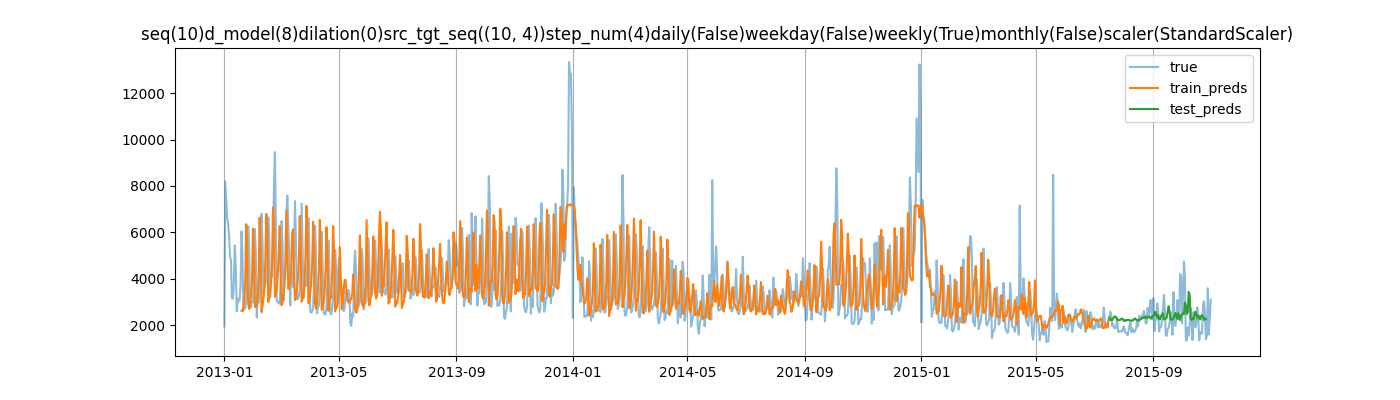 seq(10)d_model(8)dilation(0)src_tgt_seq((10, 4))step_num(4)daily(False)weekday(False)weekly(True)monthly(False)scaler(StandardScaler)
true
train_preds
test_preds
12000
10000
8000
6000
4000
2000
2013-01 2013-05 2013-09 2014-01 2014-05 2014-09 2015-01 2015-05 2015-09